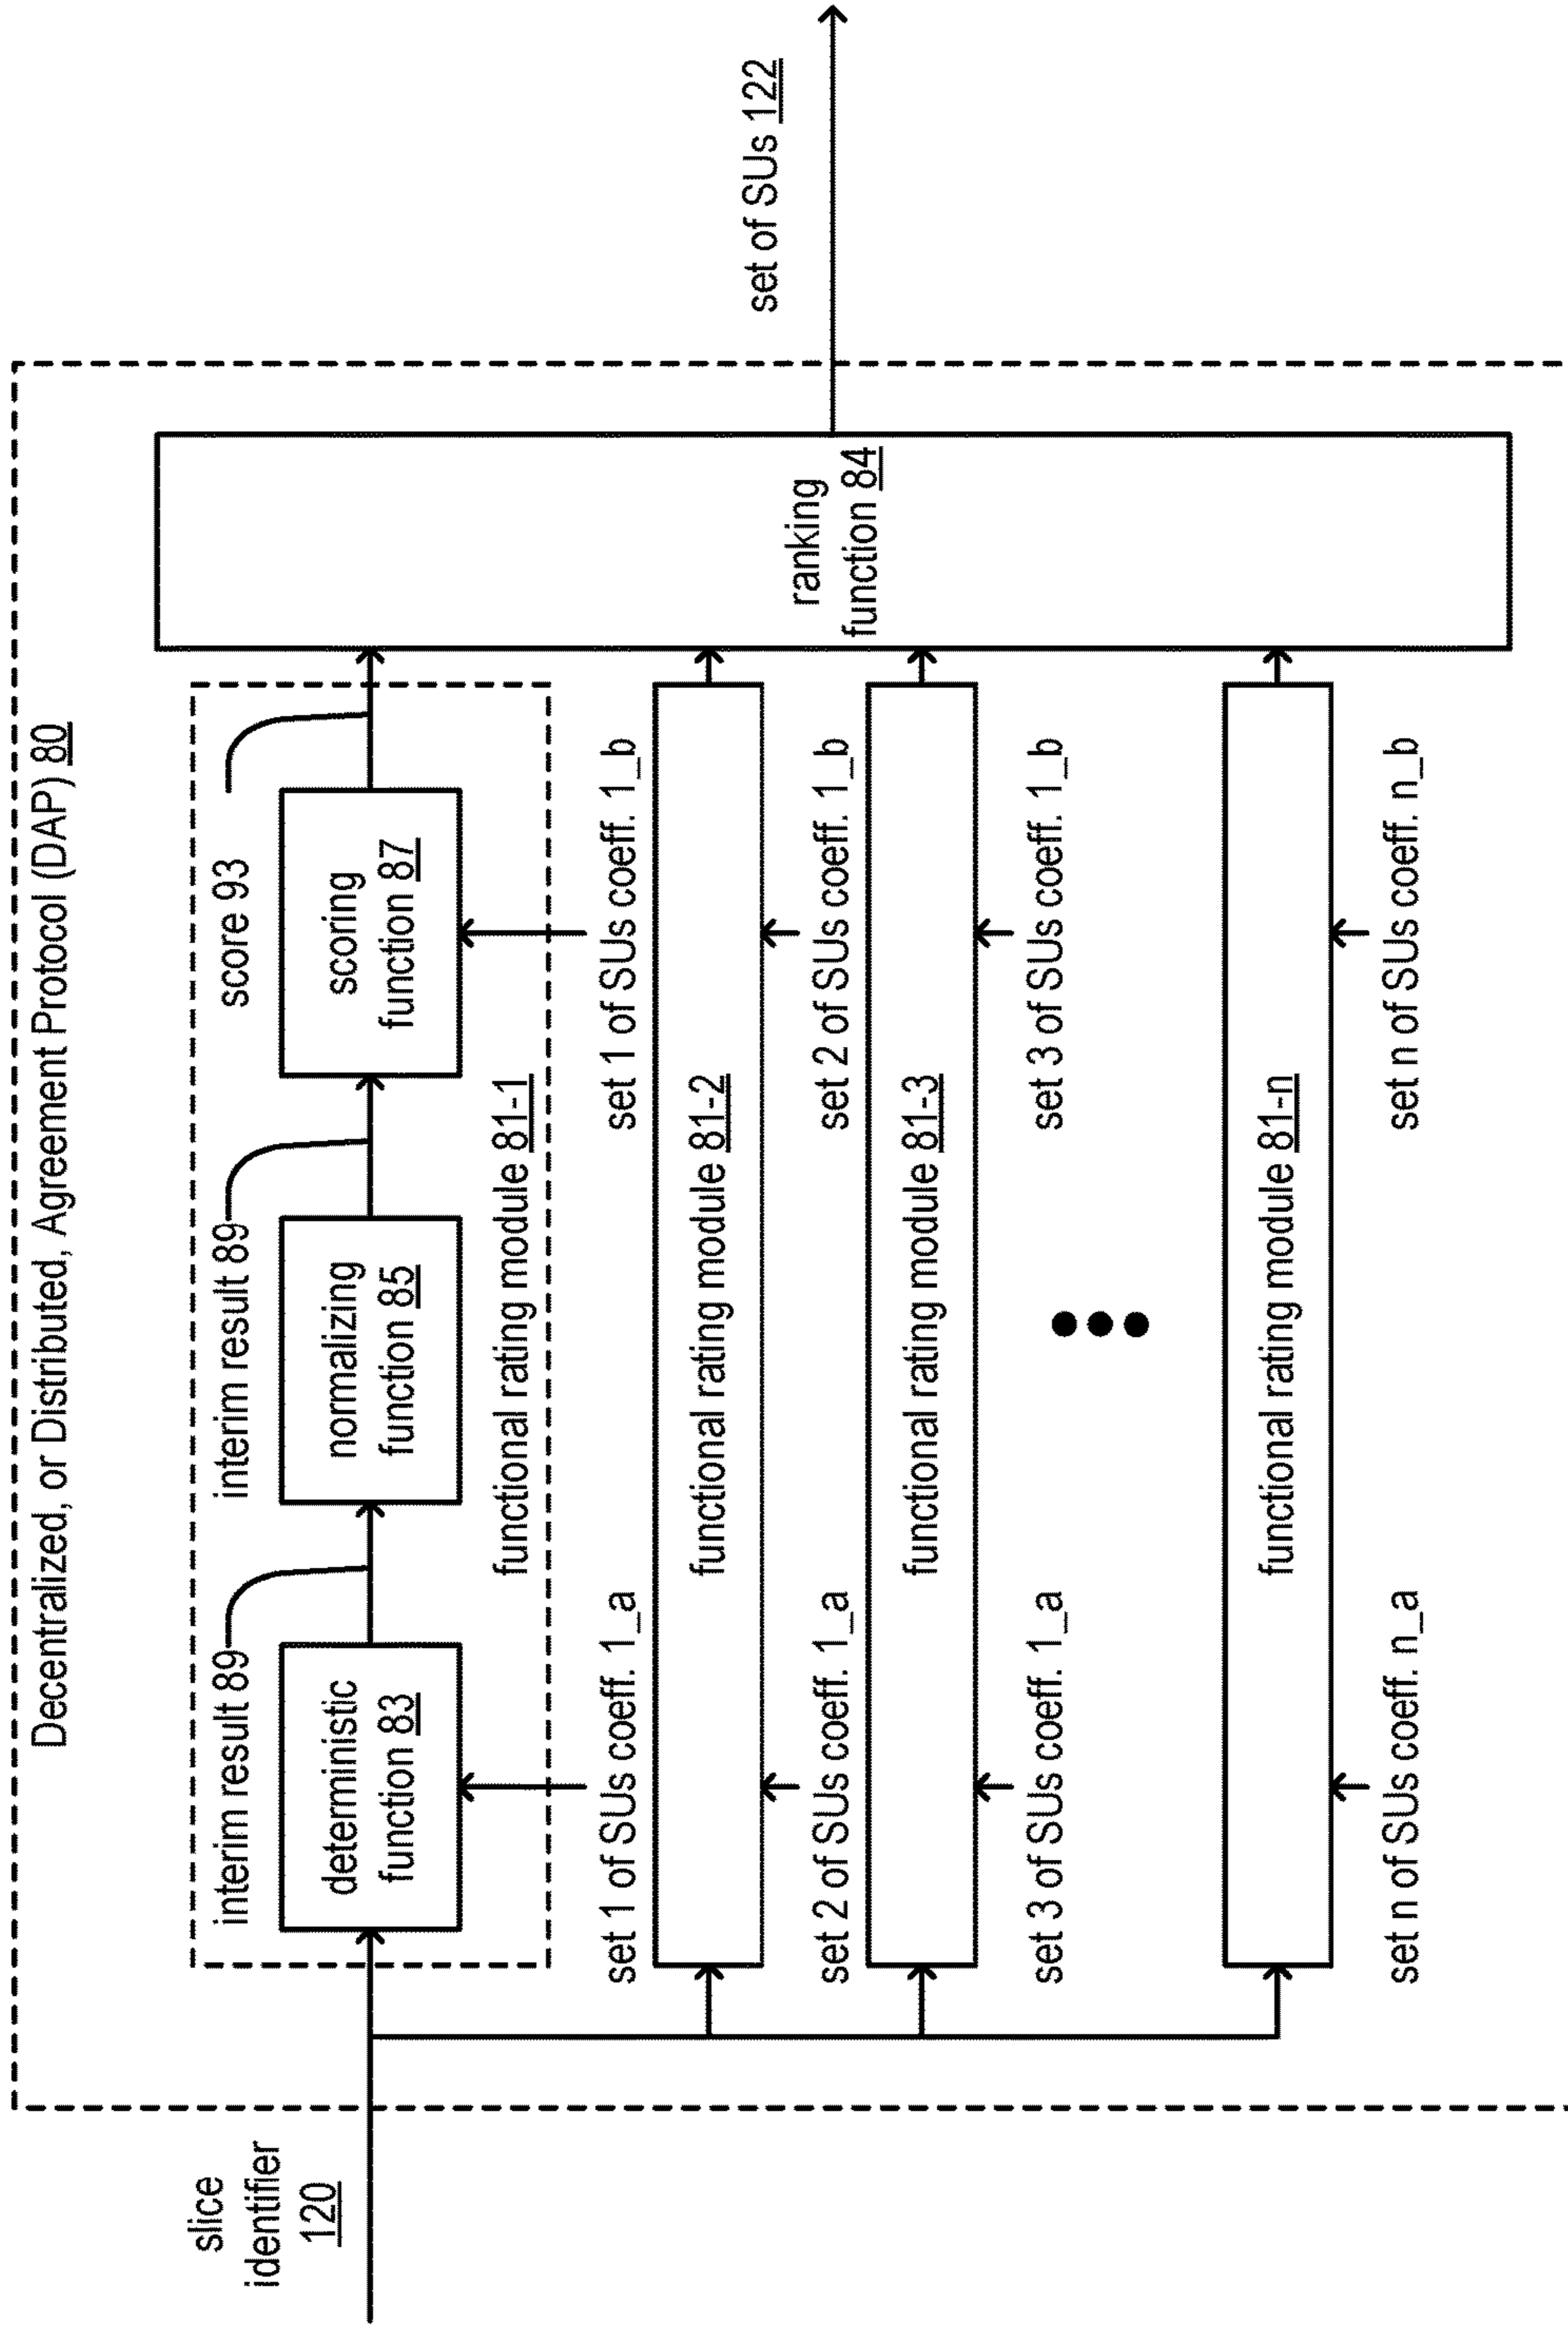 Decentralized, or Distributed, Agreement Protocol (DAP) 80
slice
identifier
120
interim result 89
interim result 89
score 93
deterministic
function 83
normalizing
function 85
scoring
function 87
functional rating module 81-1
set 1 of SUs coeff. 1_a
set 1 of SUs coeff. 1_b
functional rating module 81-2
set 2 of SUs coeff. 1_a
set 2 of SUs coeff. 1_b
functional rating module 81-3
set 3 of SUs coeff. 1_a
set 3 of SUs coeff. 1_b
functional rating module 81-n
set n of SUs coeff. n_a
set n of SUs coeff. n_b
ranking
function 84
set of SUs 122